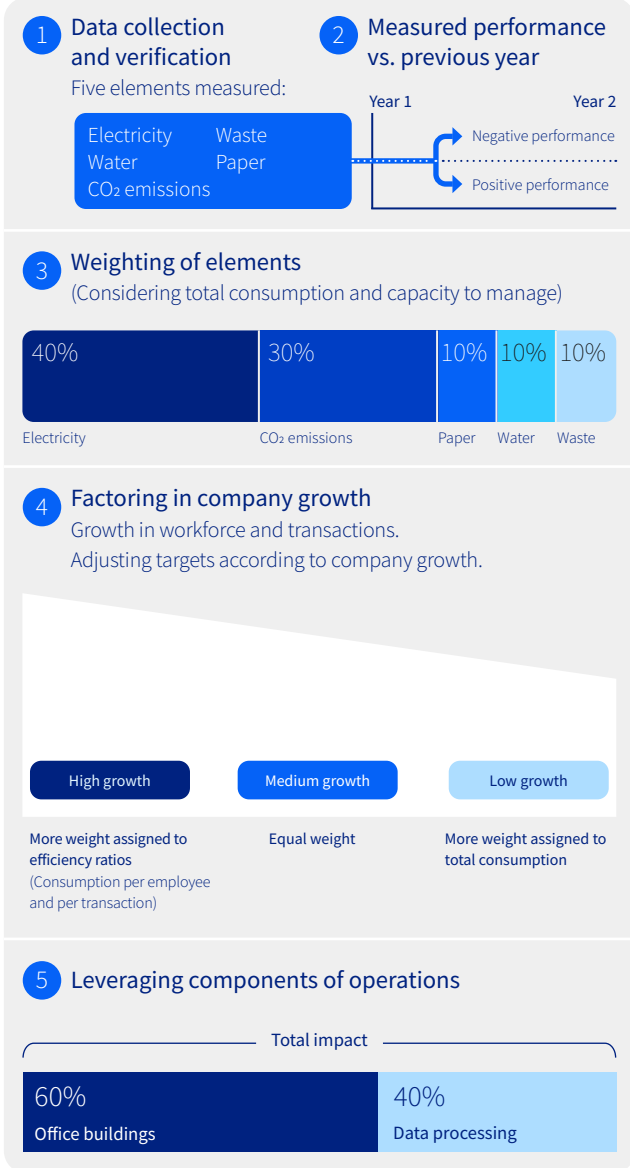 1
Data collection
and verification
Five elements measured:
Electricity
Waste
Water
Paper
CO₂ emissions
2
Measured performance
vs. previous year
Year 1
Year 2
Negative performance
Positive performance
3
Weighting of elements
(Considering total consumption and capacity to manage)
40%
30%
10%
10%
10%
Electricity
CO₂ emissions
Paper
Water
Waste
4
Factoring in company growth
Growth in workforce and transactions.
Adjusting targets according to company growth.
High growth
Medium growth
Low growth
More weight assigned to
efficiency ratios
(Consumption per employee
and per transaction)
Equal weight
More weight assigned to
total consumption
5
Leveraging components of operations
Total impact
60%
Office buildings
40%
Data processing